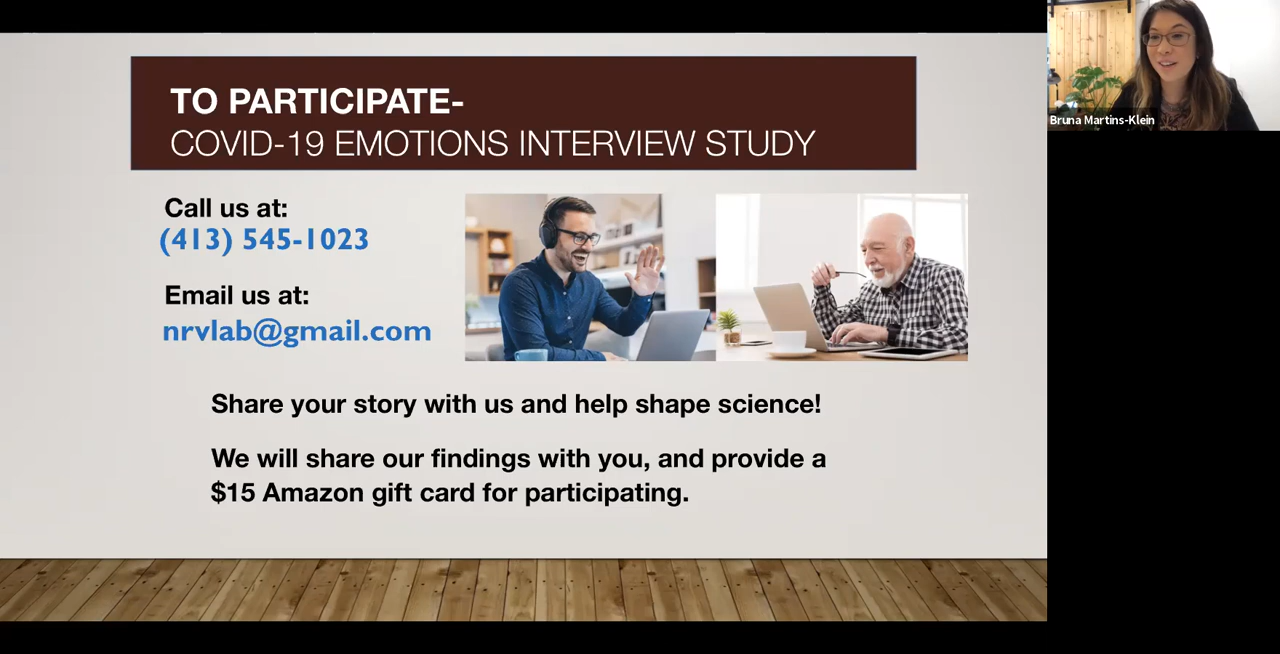 TO PARTICIPATE-
COVID-19 EMOTIONS INTERVIEW STUDY
Call us at:
(413) 545-1023
Email us at:
nrvlab@gmail.com
Share your story with us and help shape science!
We will share our findings with you, and provide a
$15 Amazon gift card for participating.
Bruna Martins-Klein